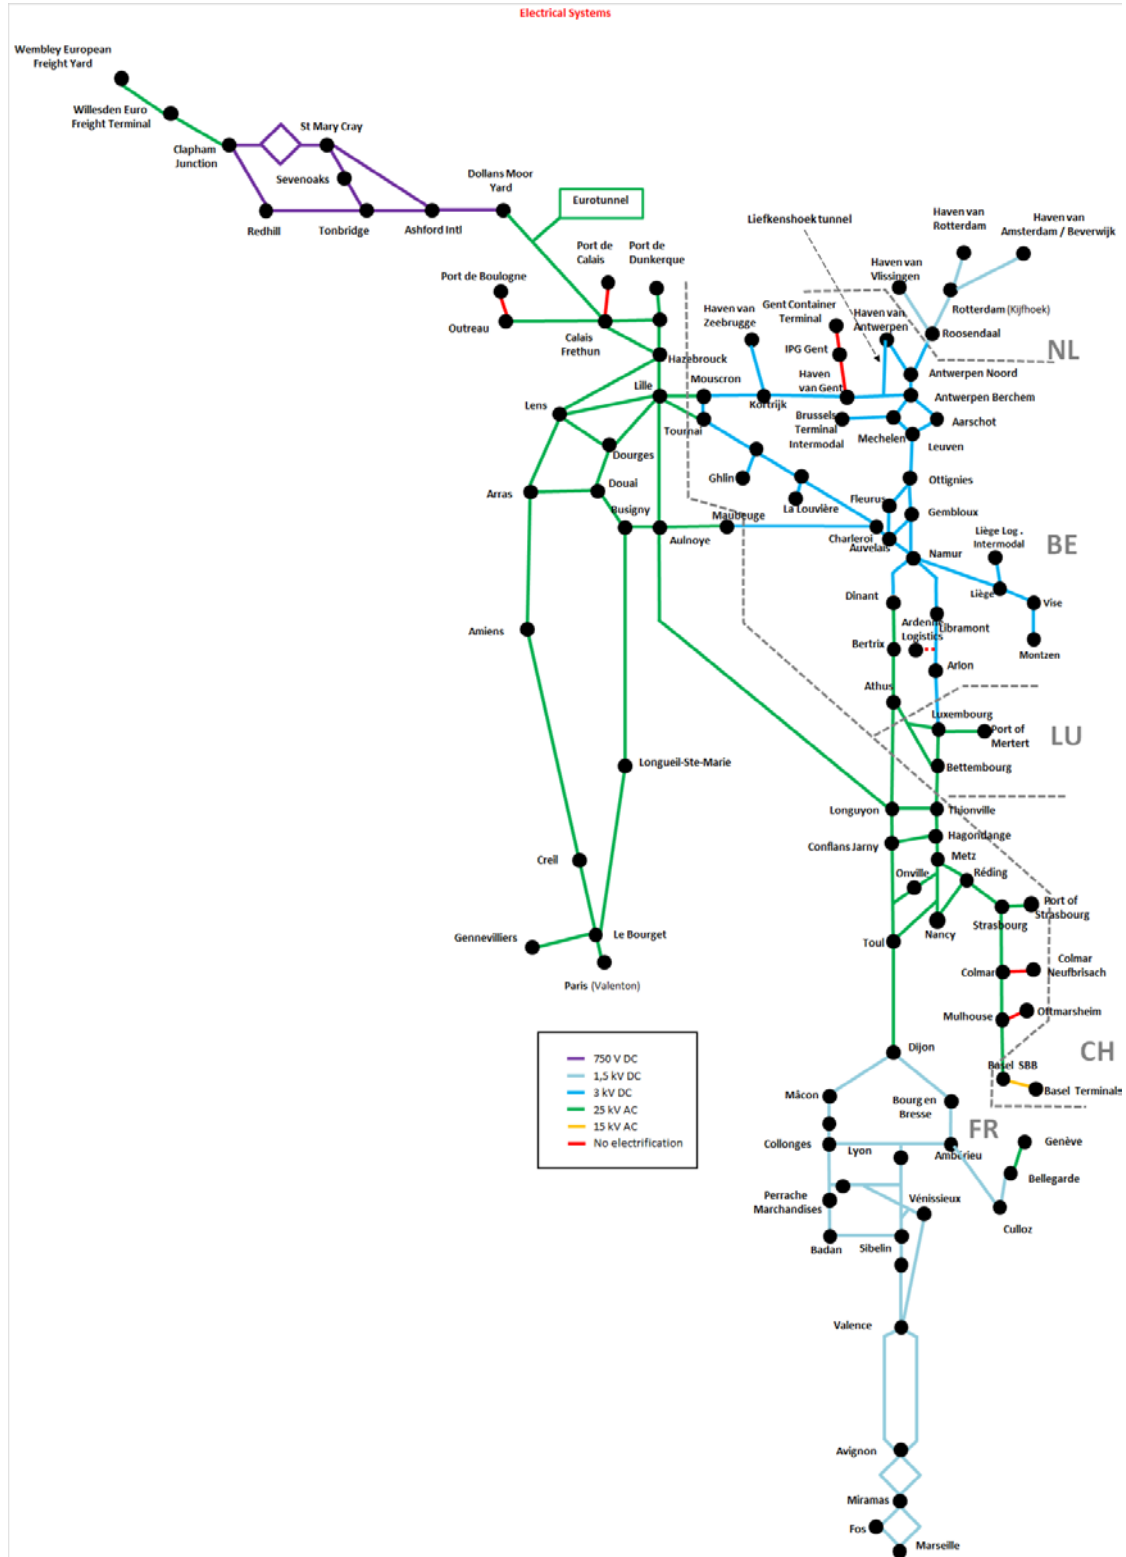 Electrical Systems
Wembley European
Freight Yard
Willesden Euro
Freight Terminal
St Mary Cray
Clapham
Junction
Sevenoaks
Dollans Moor
Yard
Eurotunnel
Redhill
Tonbridge
Ashford Intl
Liefkenshoek tunnel
Haven van
Rotterdam
Haven van
Amsterdam / Beverwijk
Port de
Calais
Port de
Dunkerque
Port de Boulogne
Haven van
Vlissingen
Gent Container
Terminal
Haven van
Zeebrugge
Haven van
Antwerpen
Rotterdam (Kijfhoek)
Outreau
Calais
Frethun
Roosendaal
NL
Hazebrouck
IPG Gent
Mouscron
Haven
van Gent
Antwerpen Noord
Lille
Kortrijk
Antwerpen Berchem
Lens
Tournai
Brussels
Terminal
Intermodal
Mechelen
Aarschot
Leuven
Dourges
Ghlin
Ottignies
Douai
La Louvière
Fleurus
Arras
Busigny
Maubeuge
Gembloux
Aulnoye
Charleroi
Auvelais
Liège Log .
Intermodal
BE
Namur
Dinant
Liège
Vise
Ardenne
Logistics
Libramont
Amiens
Bertrix
Montzen
Arlon
Athus
Luxembourg
Port of
Mertert
LU
Bettembourg
Longueil-Ste-Marie
Longuyon
Thionville
Hagondange
Conflans Jarny
Metz
Creil
Onville
Réding
Port of
Strasbourg
Strasbourg
Gennevilliers
Le Bourget
Nancy
Toul
Colmar
Colmar
Neufbrisach
Paris (Valenton)
Mulhouse
Ottmarsheim
Dijon
CH
750 V DC
1,5 kV DC
3 kV DC
25 kV AC
15 kV AC
No electrification
Basel SBB
Basel Terminals
Mâcon
Bourg en
Bresse
FR
Collonges
Lyon
Ambérieu
Genève
Bellegarde
Perrache
Marchandises
Vénissieux
Culloz
Badan
Sibelin
Valence
Avignon
Miramas
Fos
Marseille